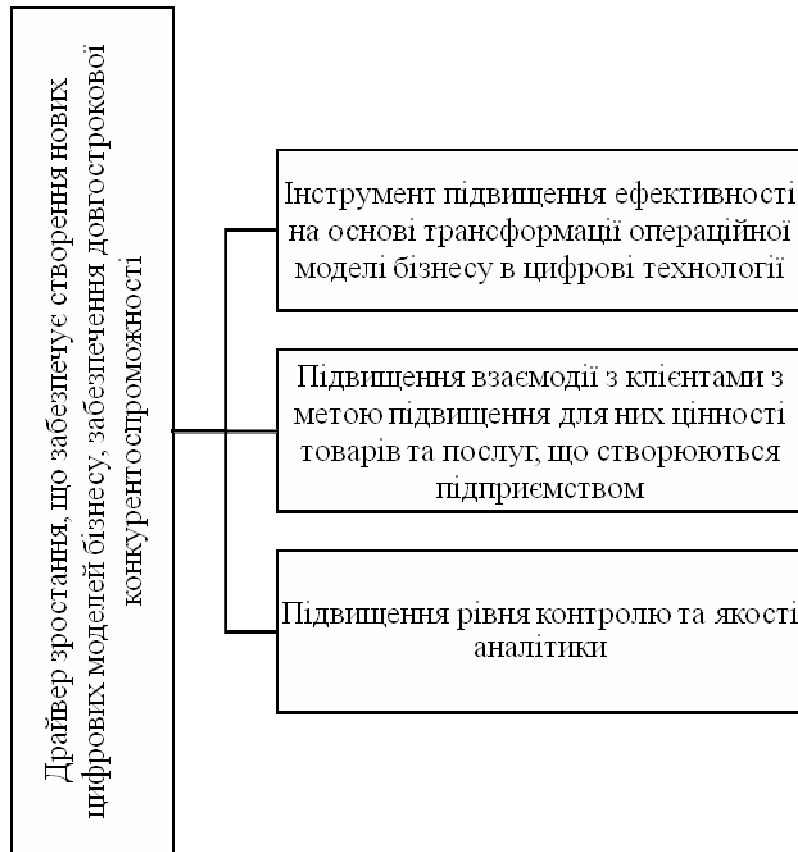 Драйвер зростання, що забезпечує створення нових
цифрових моделей бізнесу, забезпечення довгострокової
конкурентоспроможності
Інструмент підвищення ефективності
на основі трансформації операційної
моделі бізнесу в цифрові технології
Підвищення взаємодії з клієнтами з
метою підвищення для них цінності
товарів та послуг, що створюються
підприємством
Підвищення рівня контролю та якості
аналітики